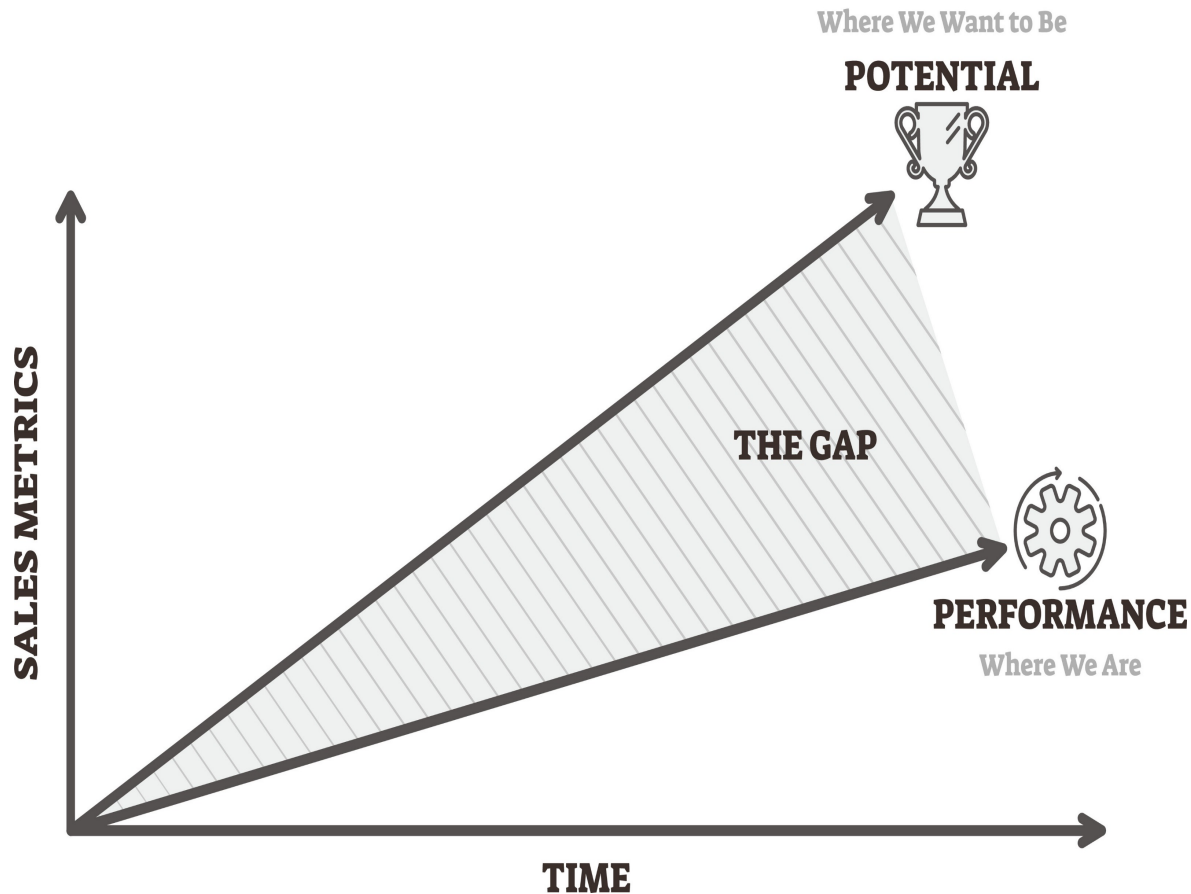 Where We Want to Be
POTENTIAL
SALES METRICS
THE GAP
PERFORMANCE
Where We Are
TIME